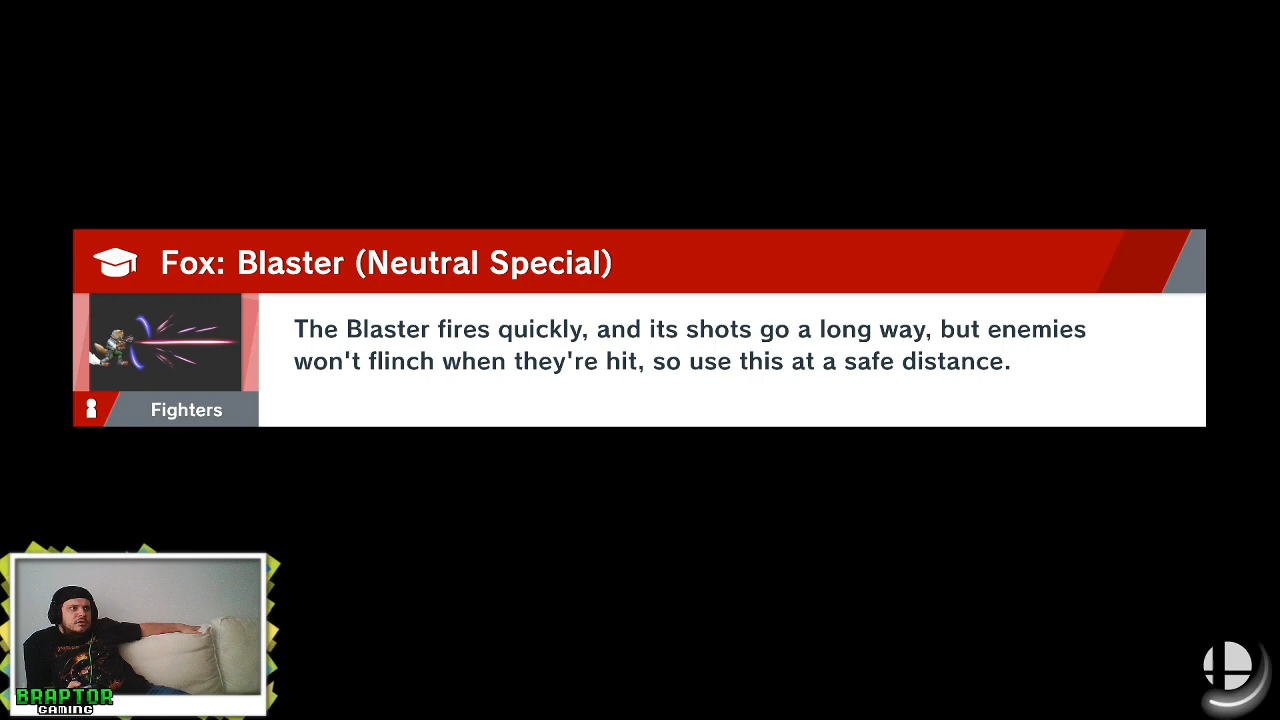 Fox: Blaster (Neutral Special)
The Blaster fires quickly, and its shots go a long way, but enemies
won't flinch when they're hit, so use this at a safe distance.
Fighters
BRAPTOR
GAMING